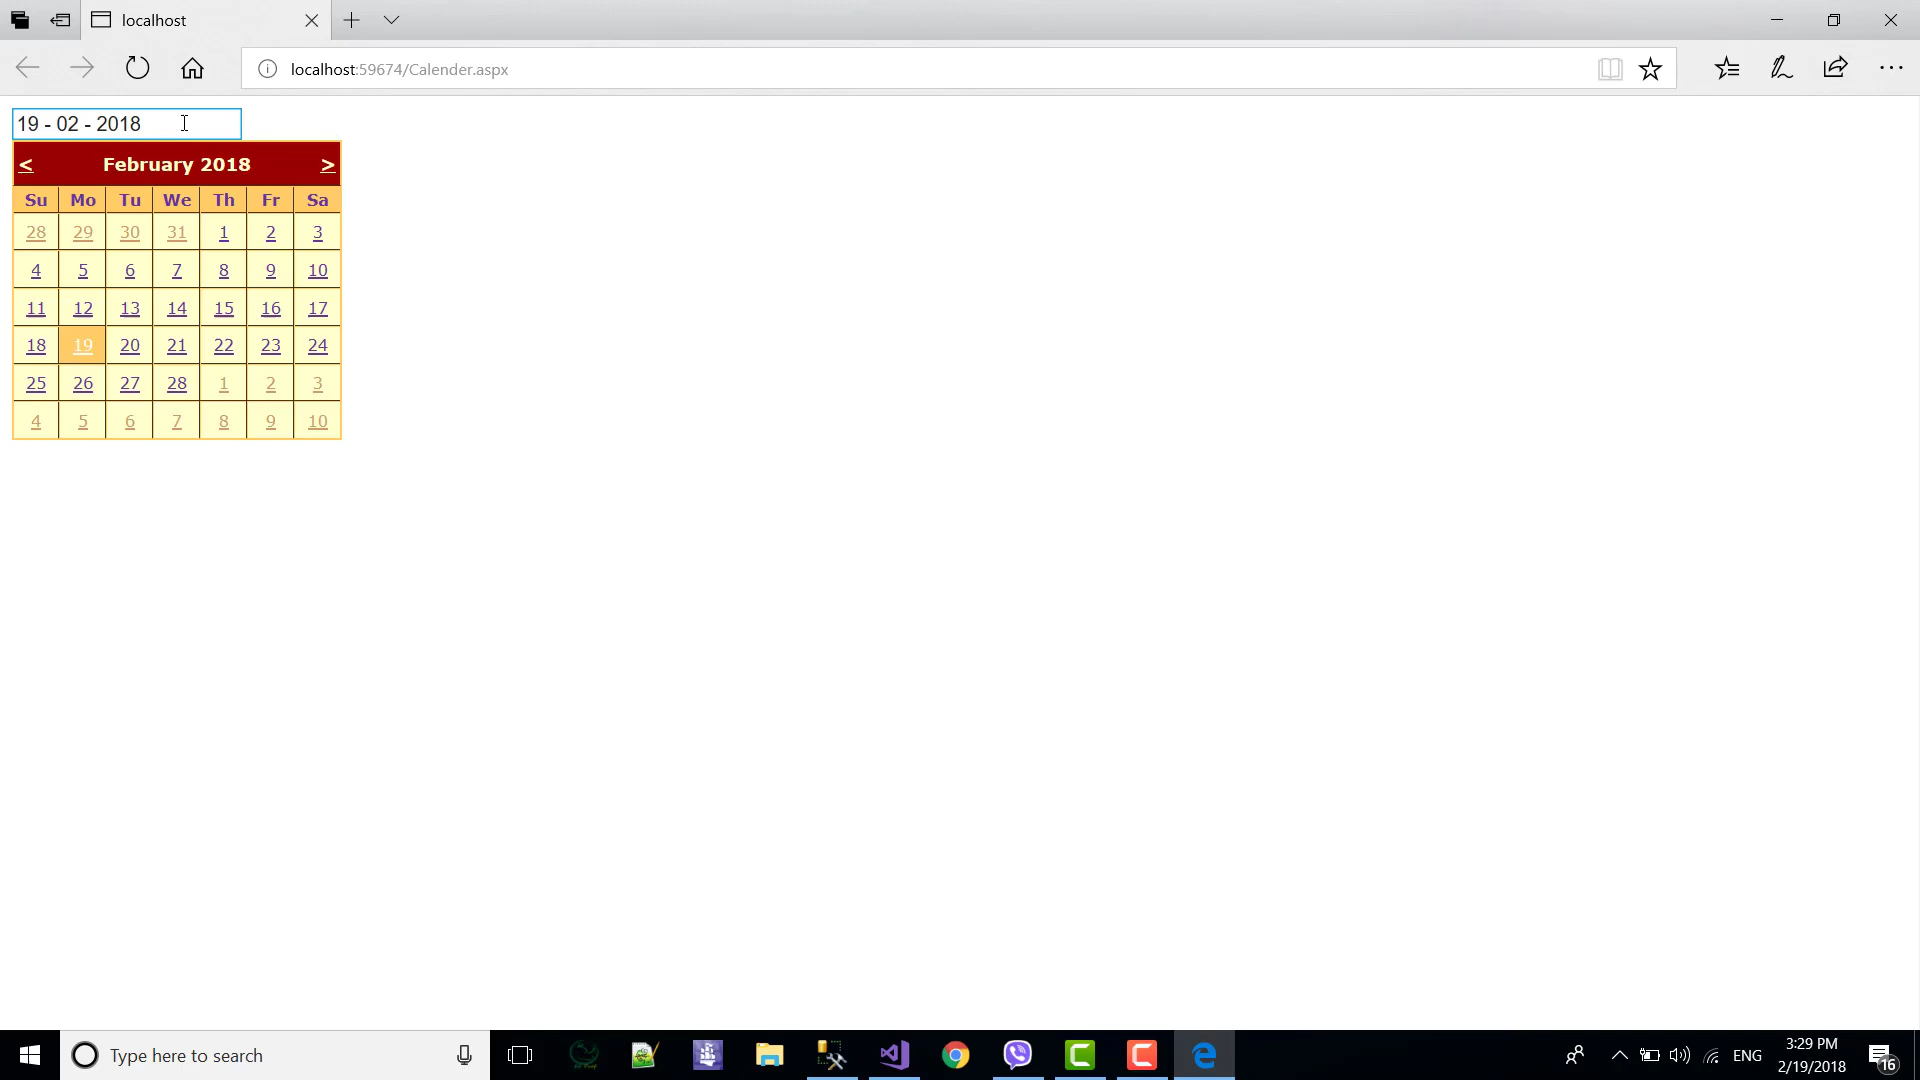 localhost
localhost:59674/Calender.aspx
19 - 02 - 2018
< February 2018 >
Su Mo Tu We Th Fr Sa
28 29 30 31 1 2 3
4 5 6 7 8 9 10
11 12 13 14 15 16 17
18 19 20 21 22 23 24
25 26 27 28 1 2 3
4 5 6 7 8 9 10
Type here to search
ENG
3:29 PM
2/19/2018
16